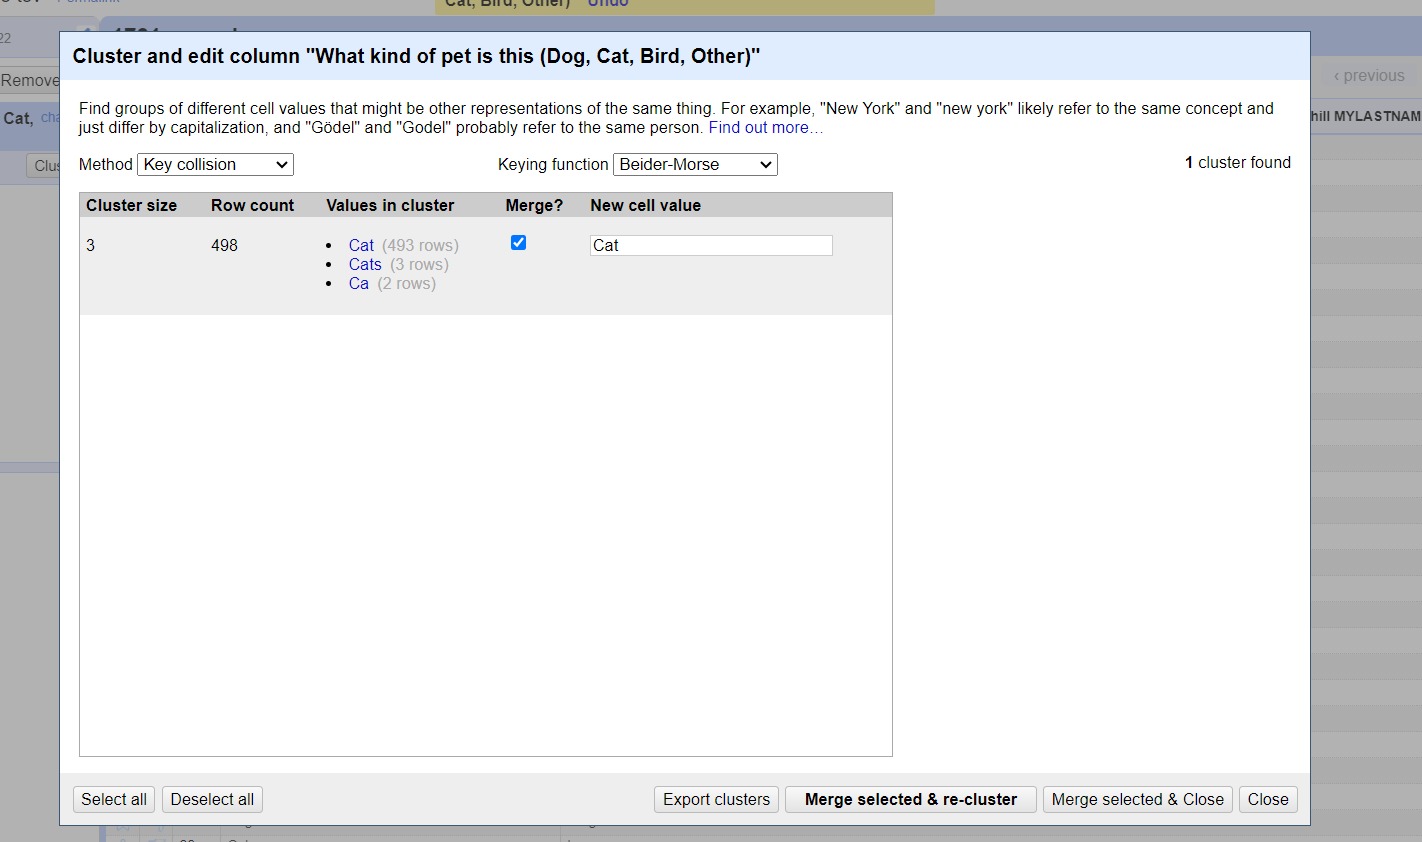 Permalink
Cat, Bird, Other) Undo
22
Remove
‹ previous
Cat, cha
hill MYLASTNAM
Clus
Cluster and edit column "What kind of pet is this (Dog, Cat, Bird, Other)"
Find groups of different cell values that might be other representations of the same thing. For example, "New York" and "new york" likely refer to the same concept and
just differ by capitalization, and "Gödel" and "Godel" probably refer to the same person. Find out more…
Method Key collision Keying function Beider-Morse 1 cluster found
Cluster size Row count Values in cluster Merge? New cell value
3 498 • Cat (493 rows) Cat
• Cats (3 rows)
• Ca (2 rows)
Select all Deselect all Export clusters Merge selected & re-cluster Merge selected & Close Close